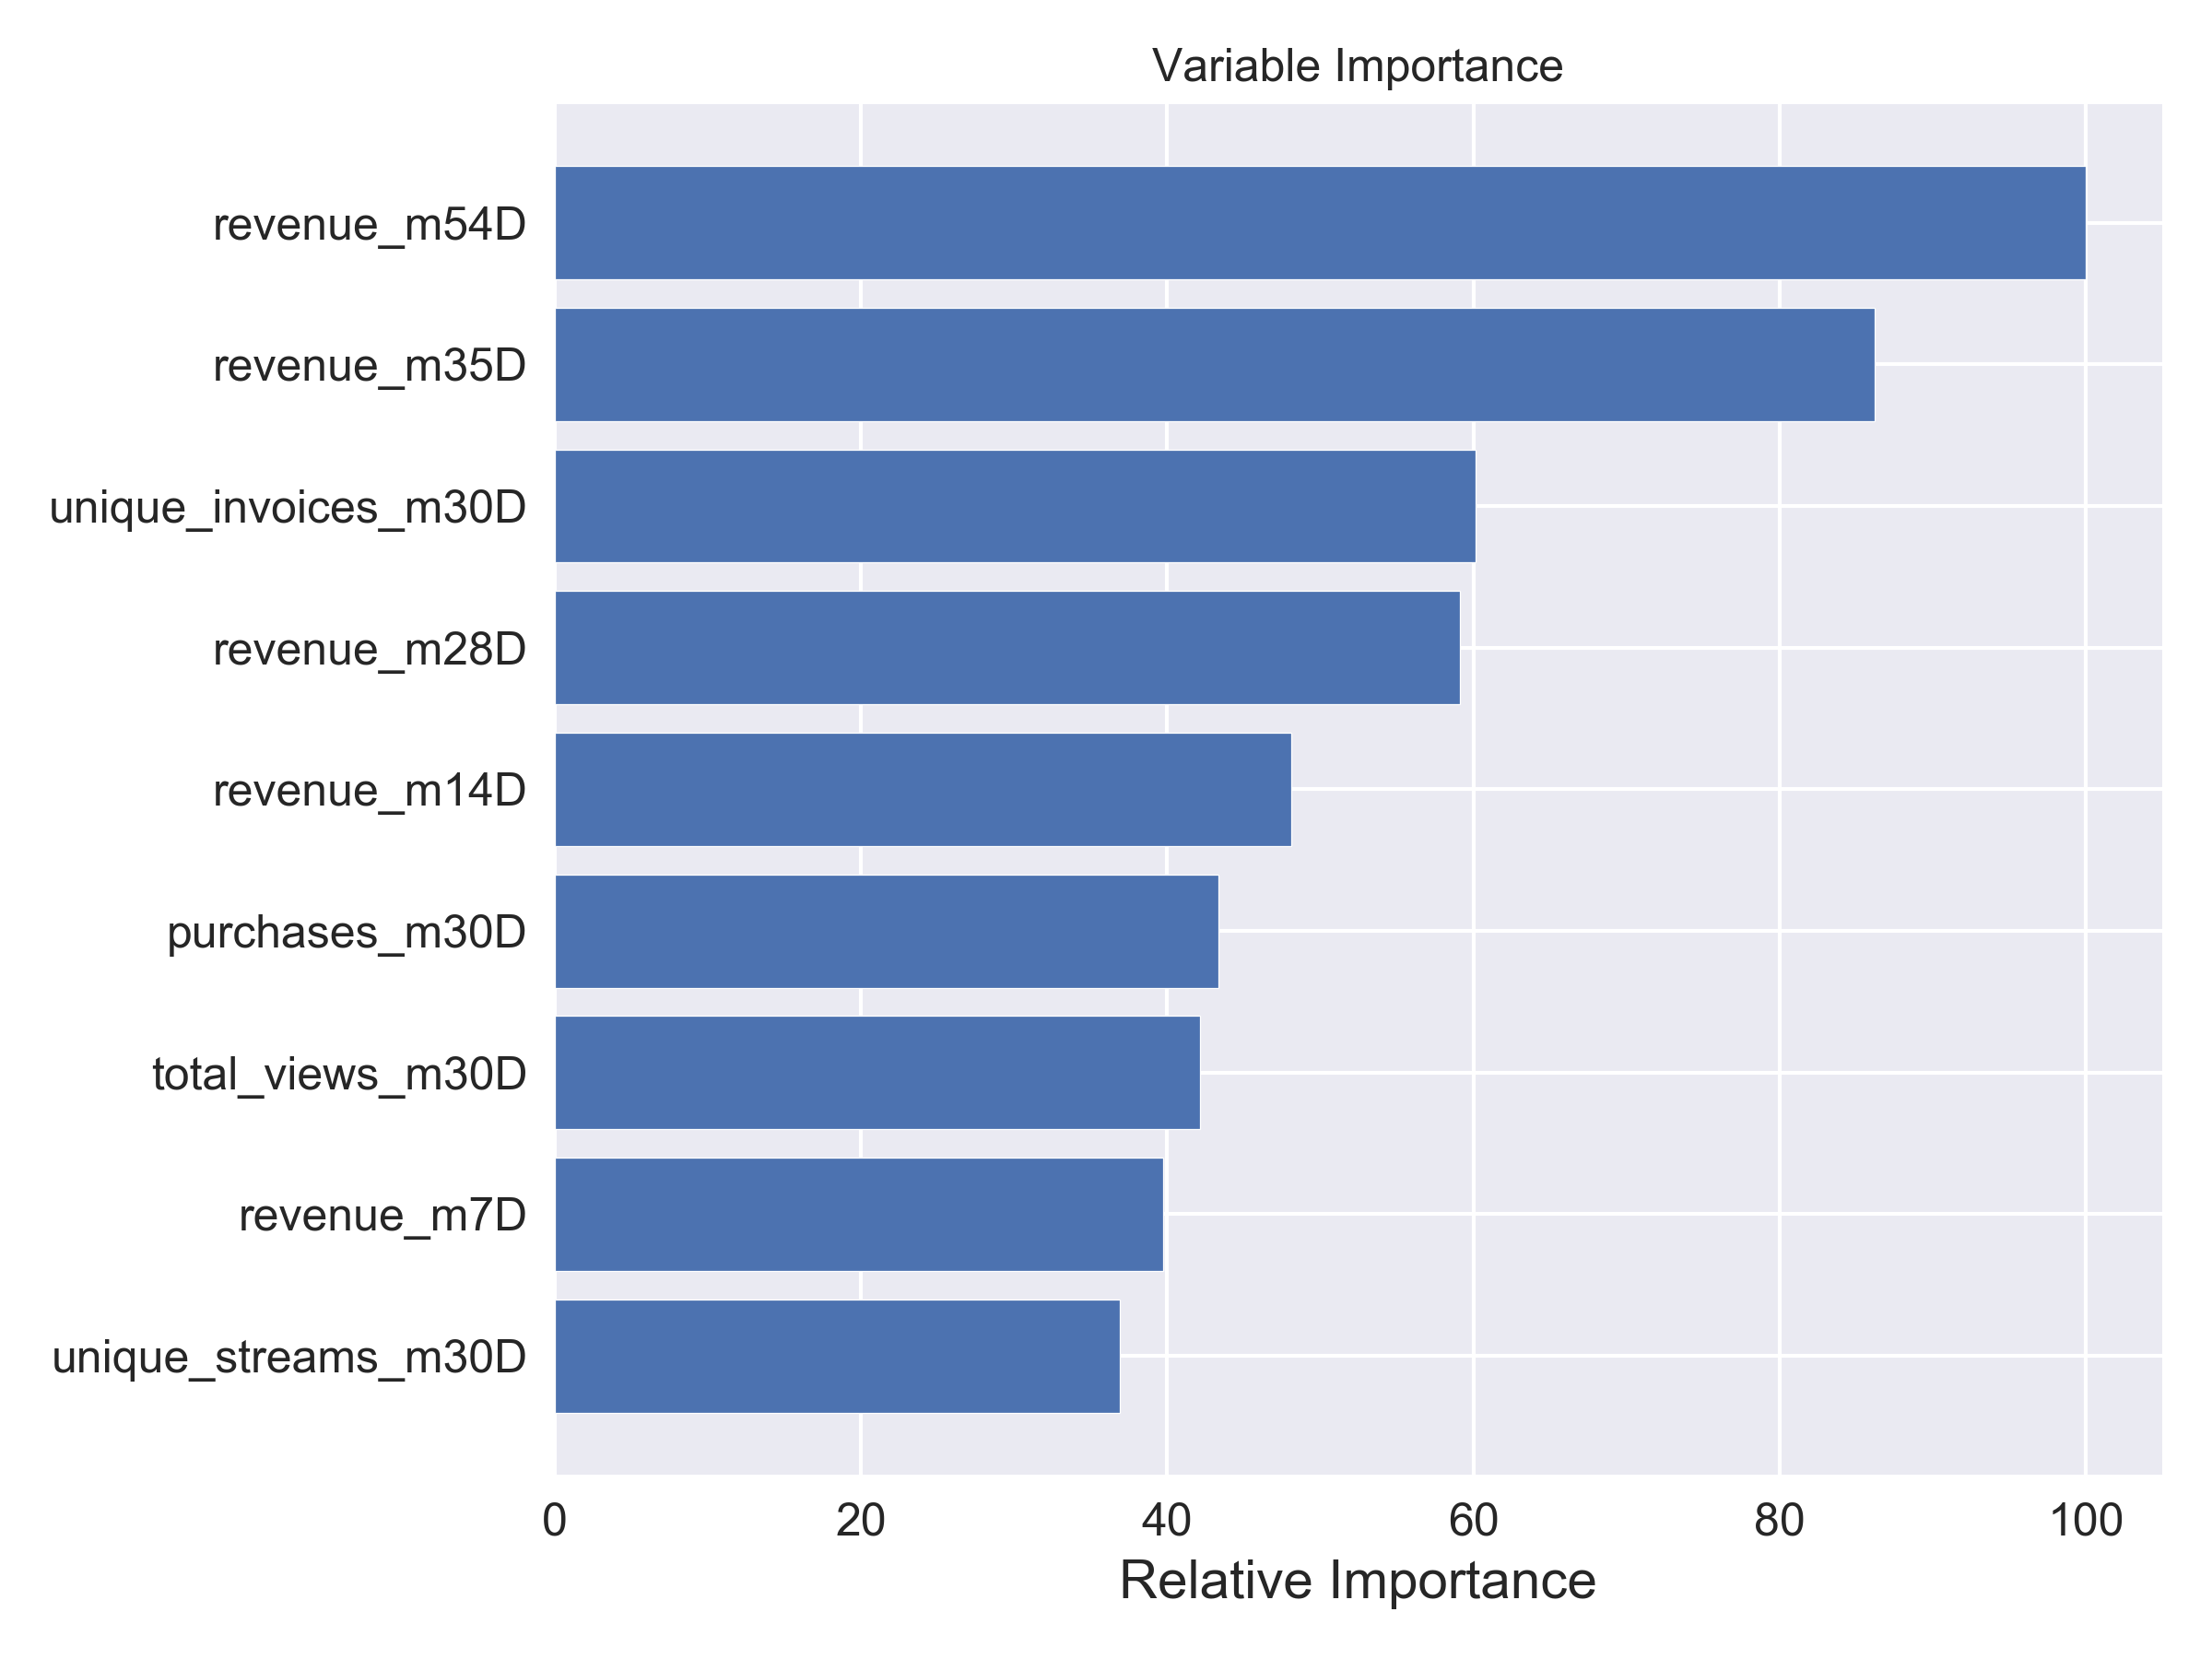 Variable Importance
revenue_m54D
revenue_m35D
unique_invoices_m30D
revenue_m28D
revenue_m14D
purchases_m30D
total_views_m30D
revenue_m7D
unique_streams_m30D
0 20 40 60 80 100
Relative Importance